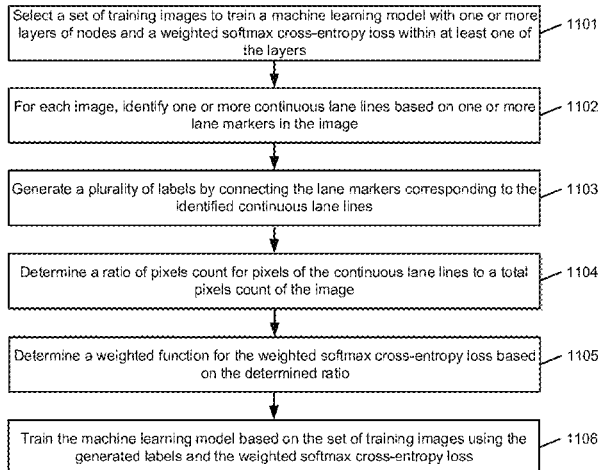 Select a set of training images to train a machine learning model with one or more
layers of nodes and a weighted softmax cross-entropy loss within at least one of
the layers
1101
For each image, identify one or more continuous lane lines based on one or more
lane markers in the image
1102
Generate a plurality of labels by connecting the lane markers corresponding to the
identified continuous lane lines
1103
Determine a ratio of pixels count for pixels of the continuous lane lines to a total
pixels count of the image
1104
Determine a weighted function for the weighted softmax cross-entropy loss based
on the determined ratio
1105
Train the machine learning model based on the set of training images using the
generated labels and the weighted softmax cross-entropy loss
1106